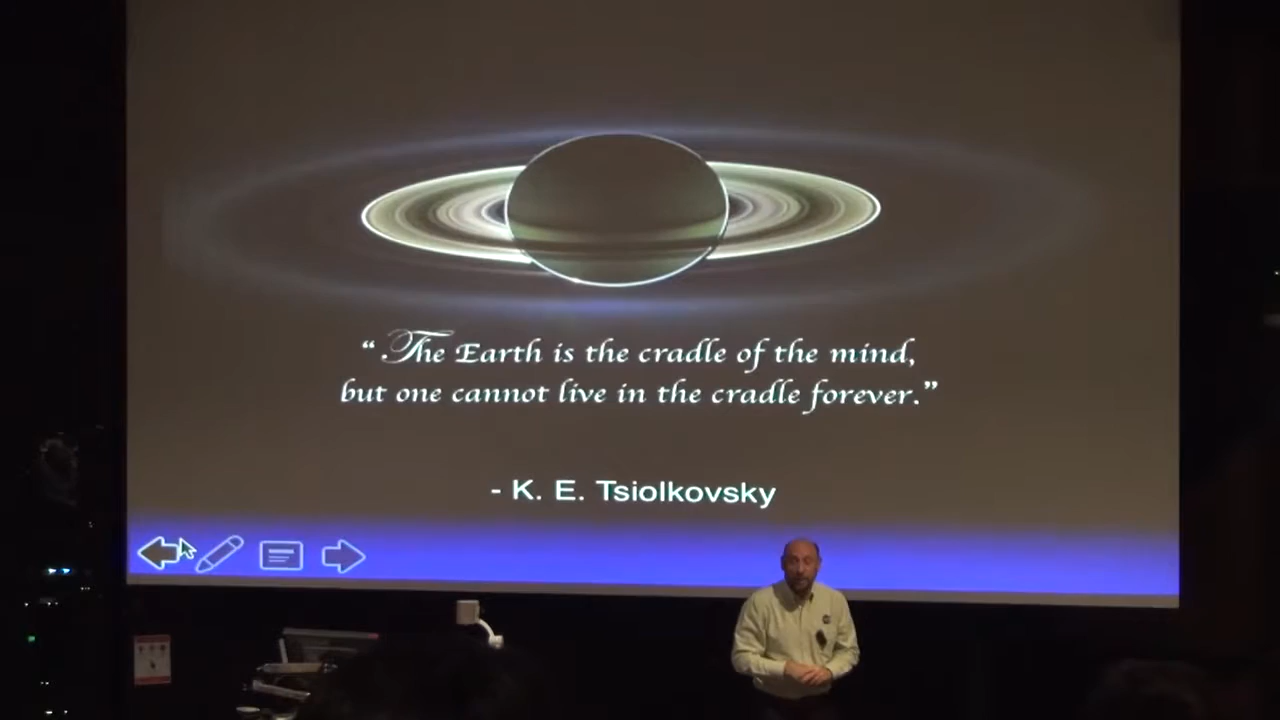 “The Earth is the cradle of the mind,
but one cannot live in the cradle forever.”
- K. E. Tsiolkovsky